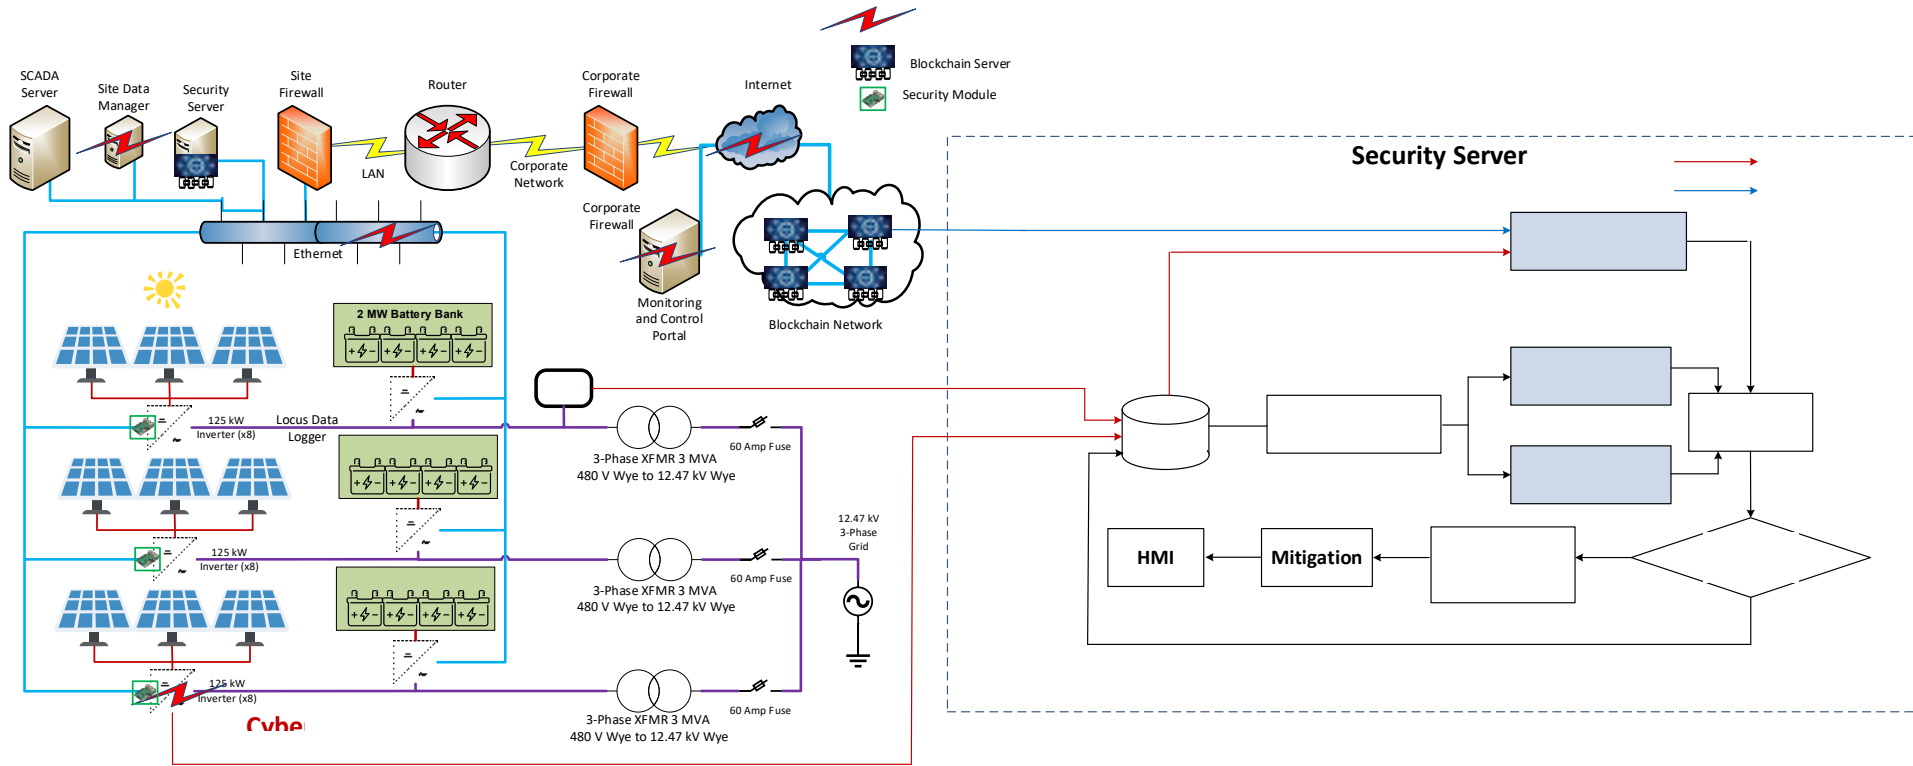 Blockchain Server
Security Module
SCADA
Server
Site Data
Manager
Security
Server
Site
Firewall
Router
Corporate
Firewall
Internet
LAN
Corporate
Network
Ethernet
Corporate
Firewall
Monitoring
and Control
Portal
Blockchain Network
Security Server
2 MW Battery Bank
125 kW
Inverter (x8)
Locus Data
Logger
60 Amp Fuse
3-Phase XFMR 3 MVA
480 V Wye to 12.47 kV Wye
12.47 kV
3-Phase
Grid
125 kW
Inverter (x8)
60 Amp Fuse
3-Phase XFMR 3 MVA
480 V Wye to 12.47 kV Wye
HMI
Mitigation
125 kW
Inverter (x8)
60 Amp Fuse
3-Phase XFMR 3 MVA
480 V Wye to 12.47 kV Wye